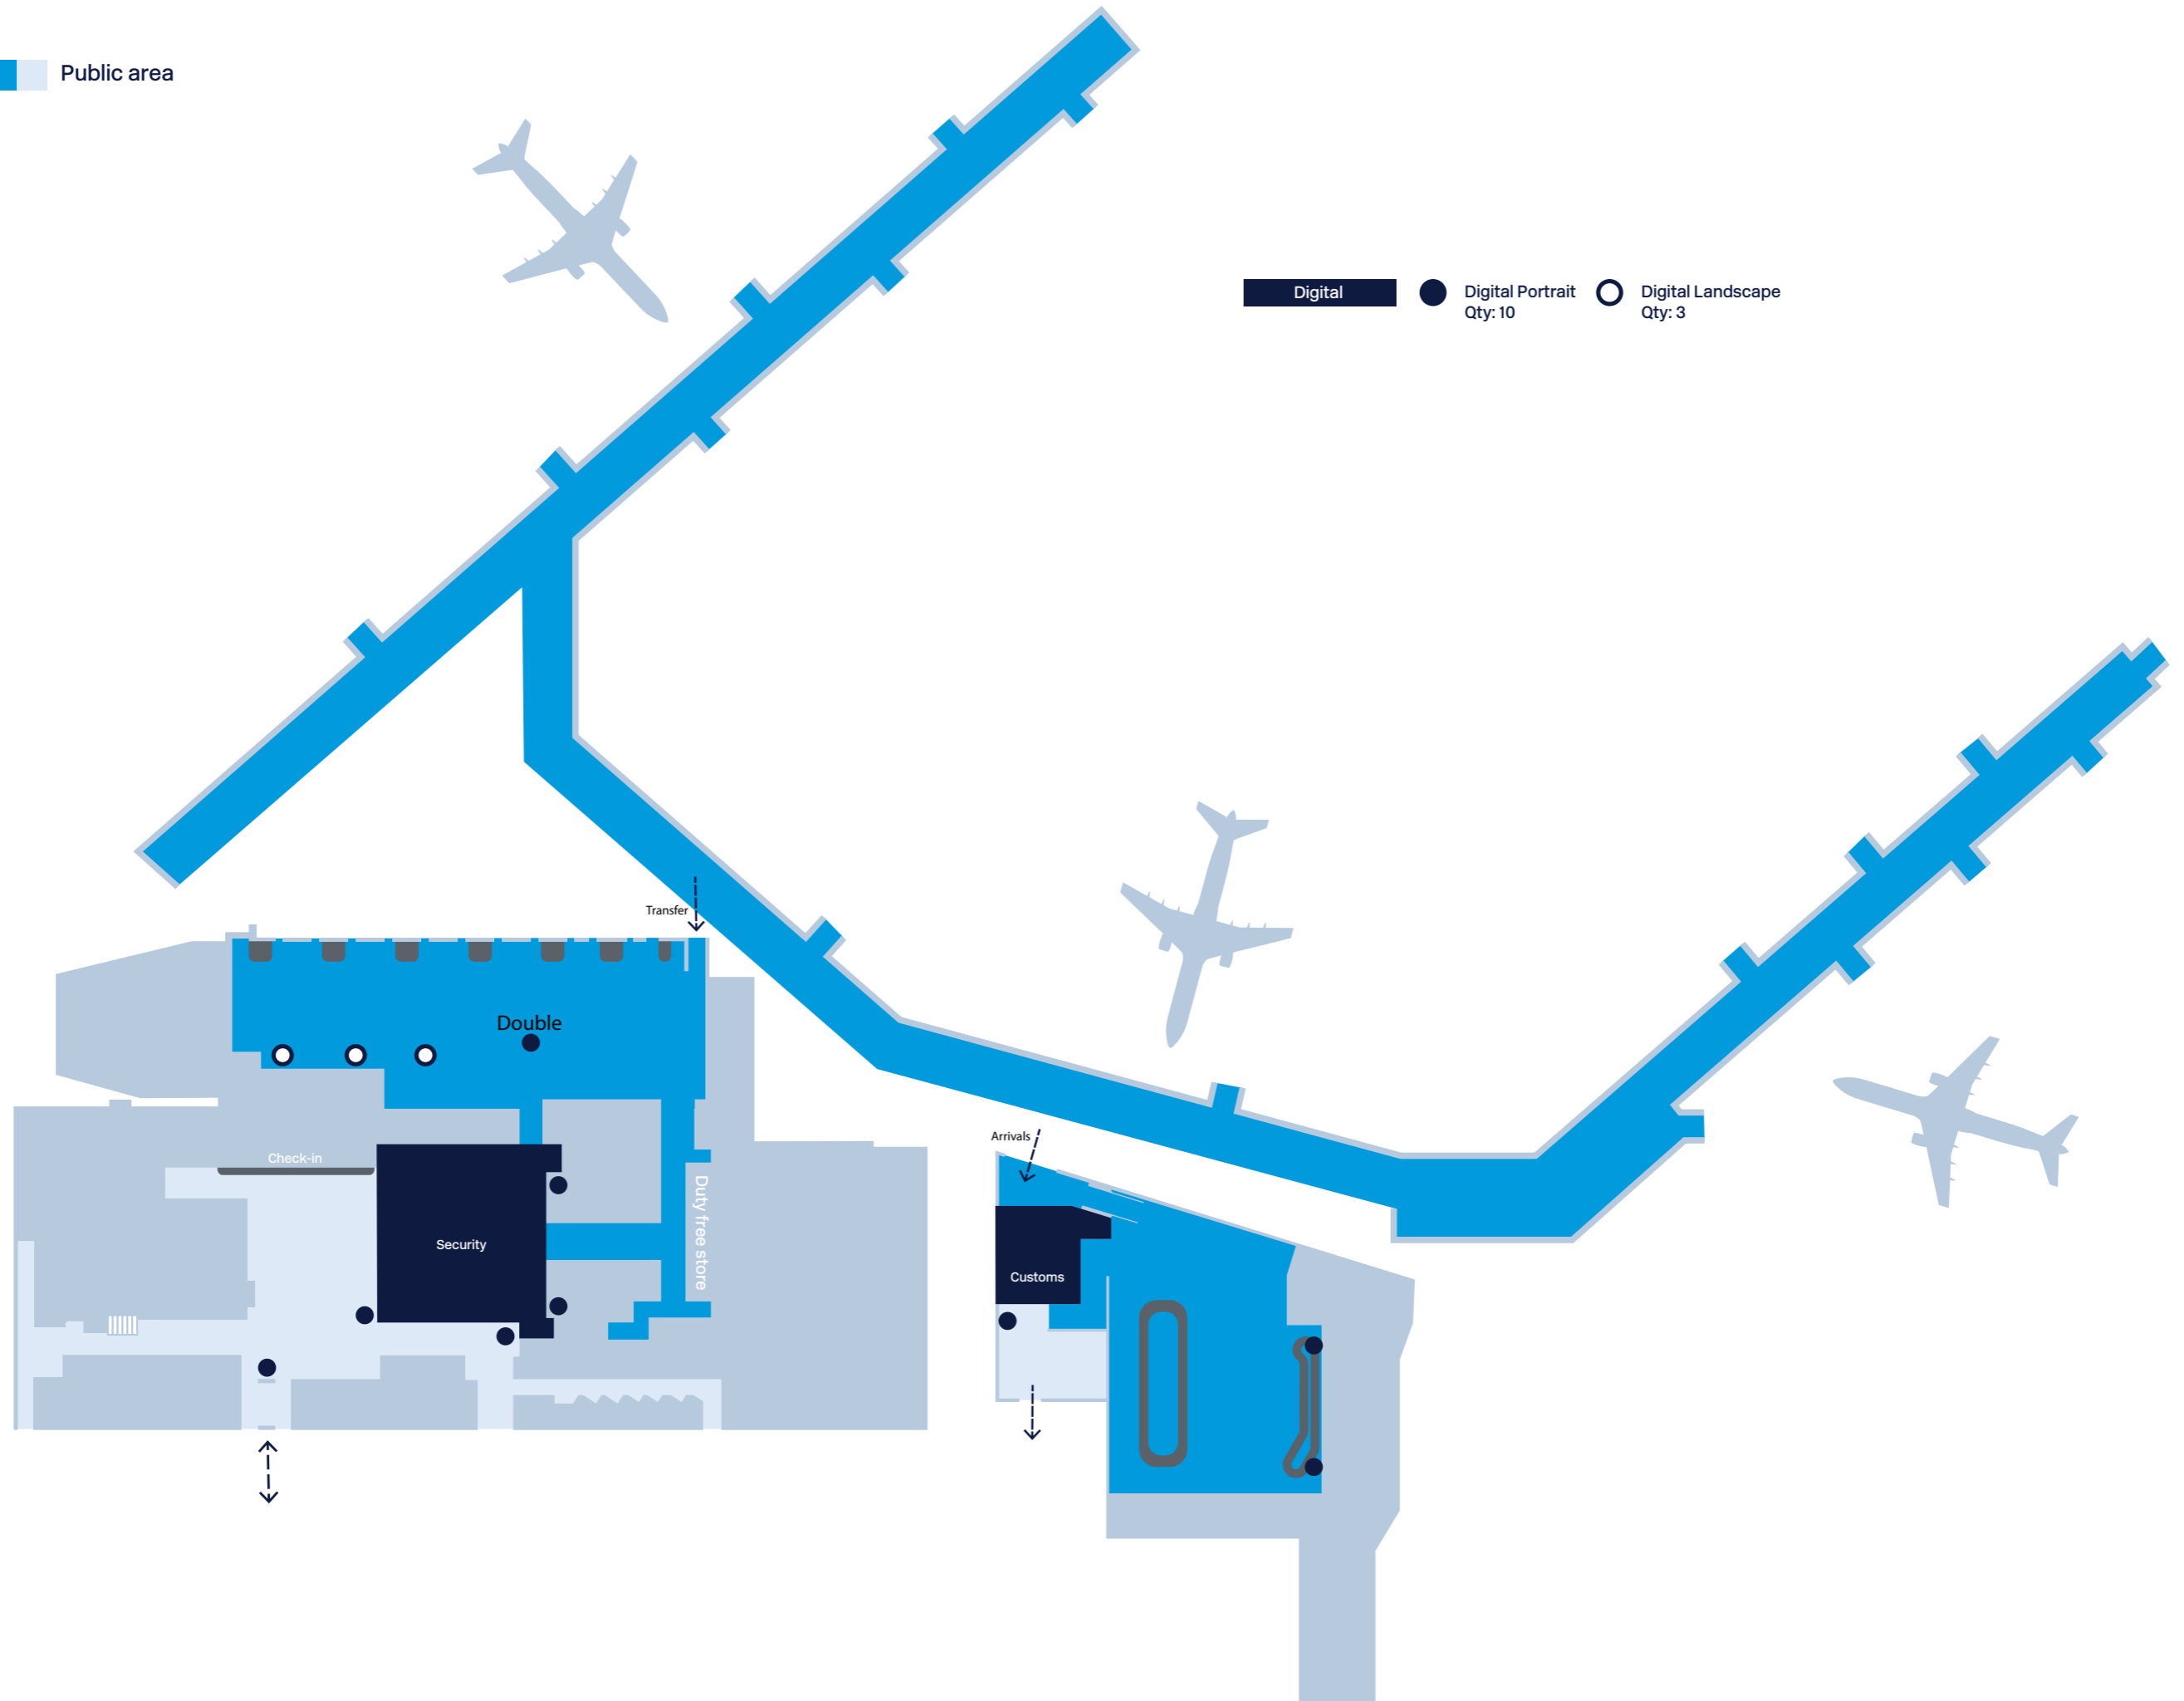 Public area
Digital
Digital Portrait
Qty: 10
Digital Landscape
Qty: 3
Transfer
Double
Arrivals
Check-in
Duty free store
Security
Customs